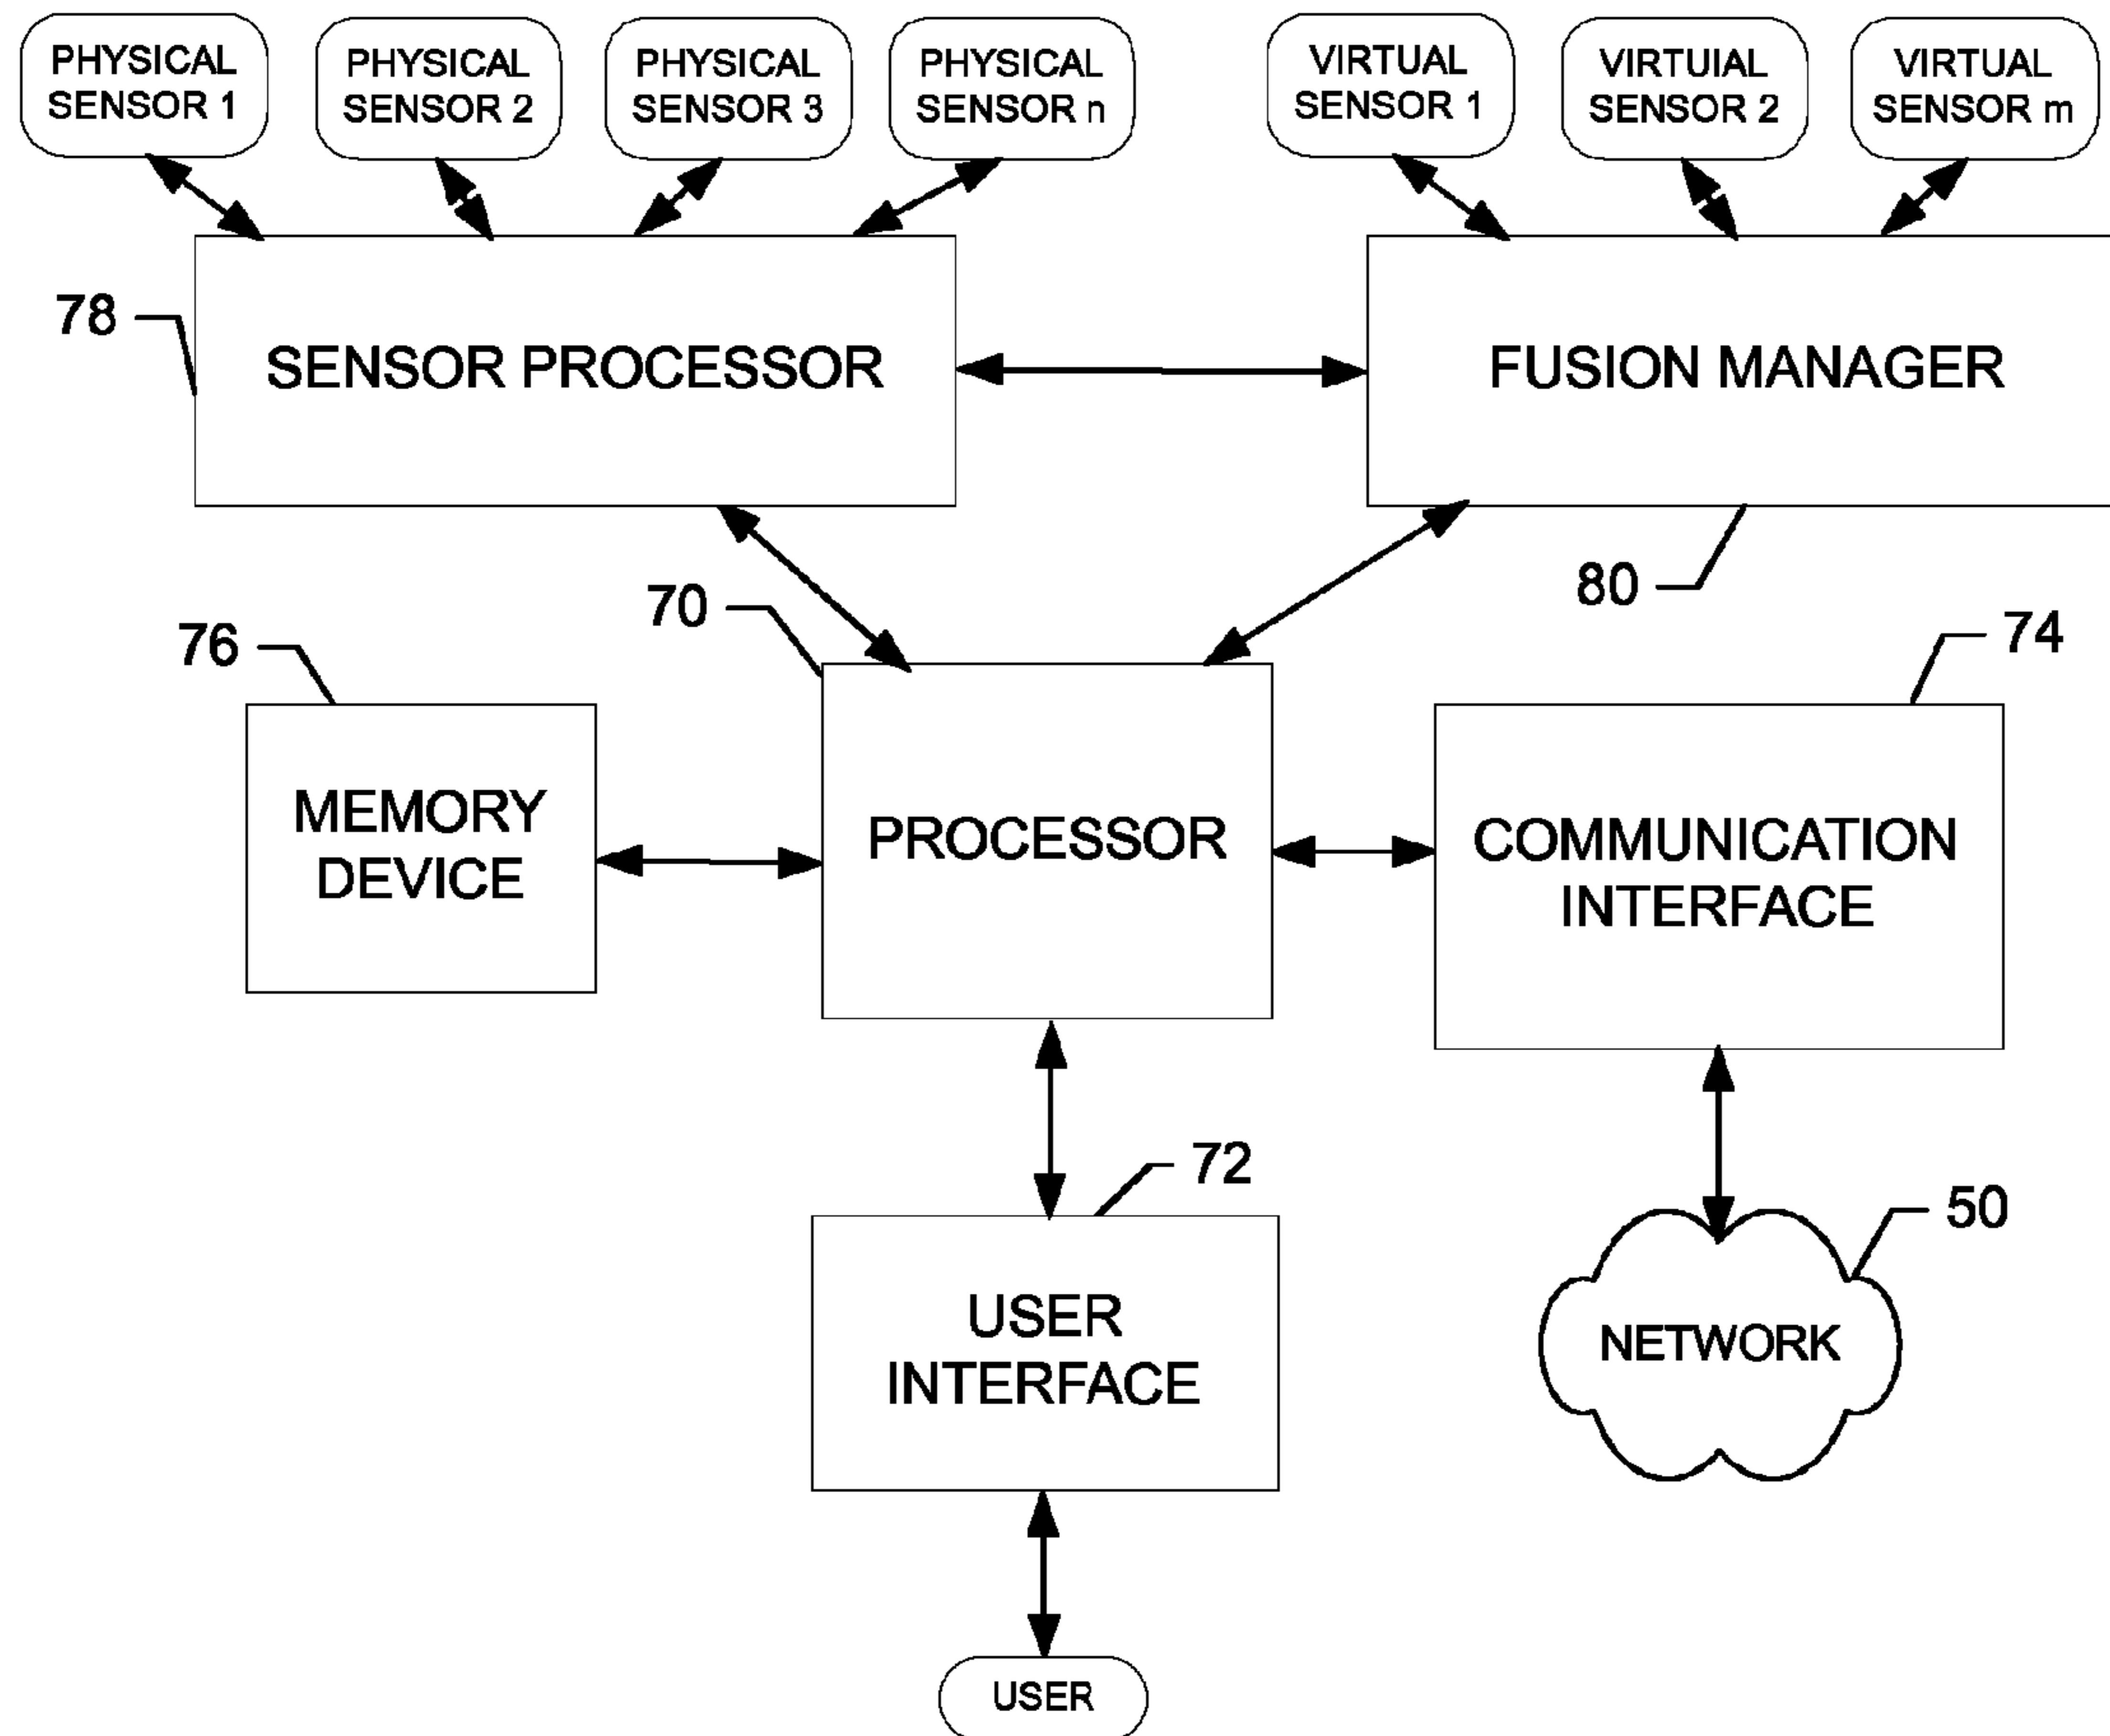 PHYSICAL
SENSOR 1
PHYSICAL
SENSOR 2
PHYSICAL
SENSOR 3
PHYSICAL
SENSOR n
VIRTUAL
SENSOR 1
VIRTUIAL
SENSOR 2
VIRTUAL
SENSOR m
78
SENSOR PROCESSOR
FUSION MANAGER
80
70
76
74
MEMORY
DEVICE
PROCESSOR
COMMUNICATION
INTERFACE
72
USER
INTERFACE
50
NETWORK
USER